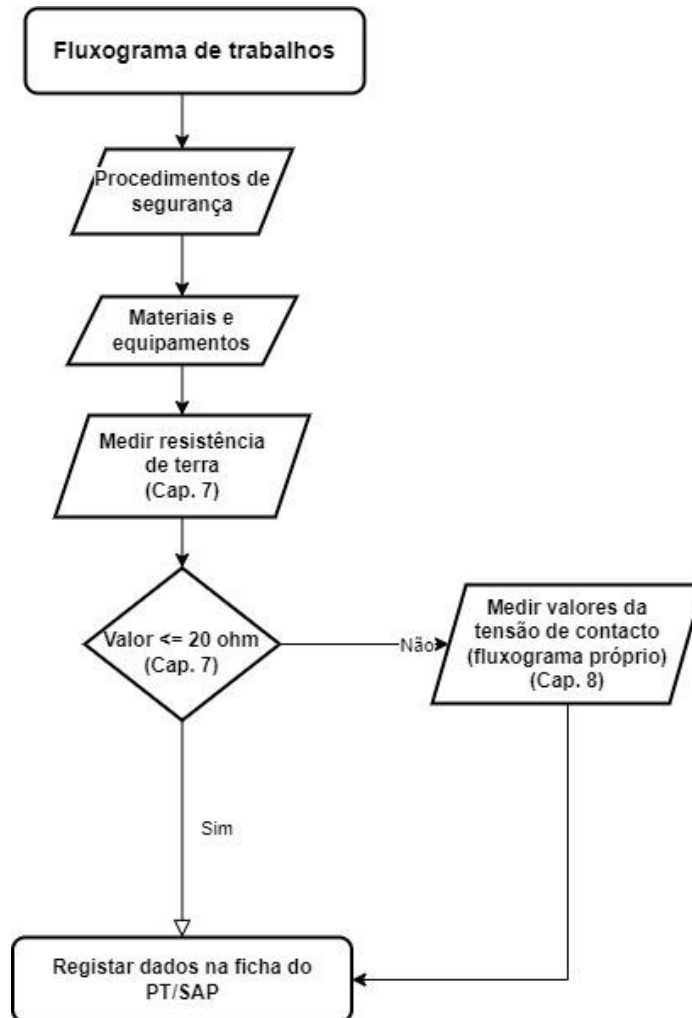 Fluxograma de trabalhos
Procedimentos de
segurança
Materiais e
equipamentos
Medir resistência
de terra
(Cap. 7)
Valor <= 20 ohm
(Cap. 7)
Não
Medir valores da
tensão de contacto
(fluxograma próprio)
(Cap. 8)
Sim
Registar dados na ficha do
PT/SAP